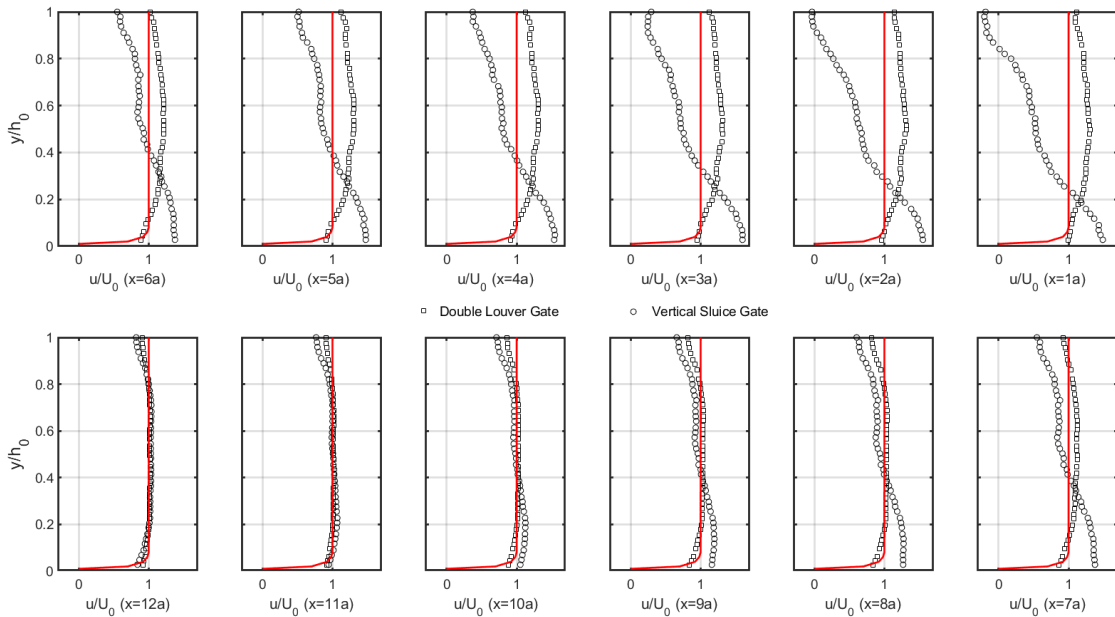 1
0.8
0.6
0.4
0.2
0
y/h0
0 1 0 1 0 1 0 1 0 1 0 1
u/U0 (x=6a) u/U0 (x=5a) u/U0 (x=4a) u/U0 (x=3a) u/U0 (x=2a) u/U0 (x=1a)
Double Louver Gate Vertical Sluice Gate
1
0.8
0.6
0.4
0.2
0
y/h0
0 1 0 1 0 1 0 1 0 1 0 1
u/U0 (x=12a) u/U0 (x=11a) u/U0 (x=10a) u/U0 (x=9a) u/U0 (x=8a) u/U0 (x=7a)